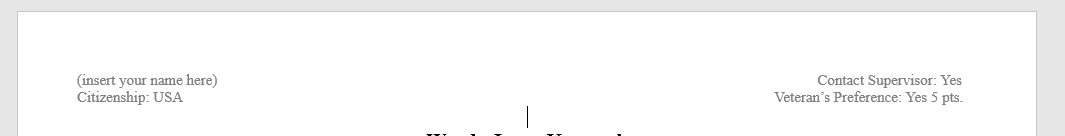 (insert your name here)
Contact Supervisor: Yes
Citizenship: USA
Veteran’s Preference: Yes 5 pts.